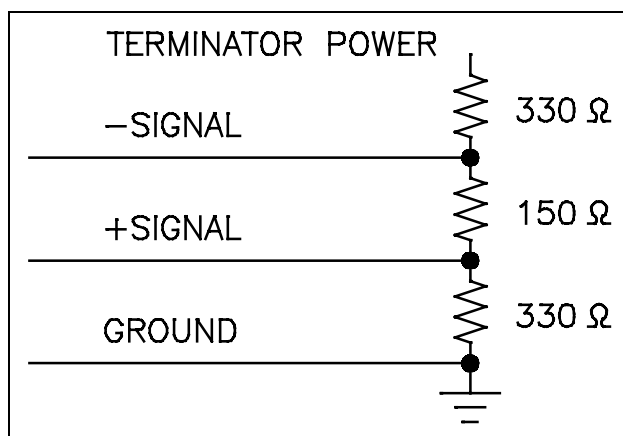 TERMINATOR POWER
330 Ω
−SIGNAL
150 Ω
+SIGNAL
330 Ω
GROUND